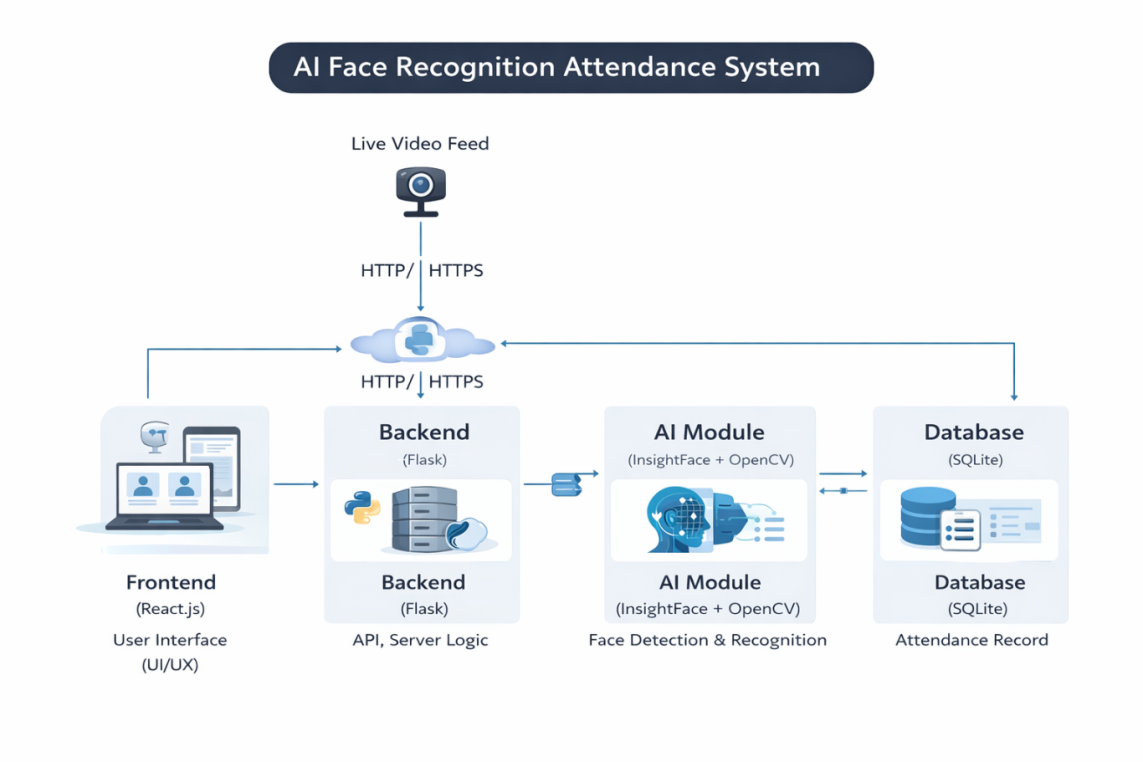 AI Face Recognition Attendance System
Live Video Feed
HTTP/ HTTPS
HTTP/ HTTPS
Backend
(Flask)
AI Module
(InsightFace + OpenCV)
Database
(SQLite)
Frontend
(React.js)
User Interface
(UI/UX)
Backend
(Flask)
API, Server Logic
AI Module
(InsightFace + OpenCV)
Face Detection & Recognition
Database
(SQLite)
Attendance Record